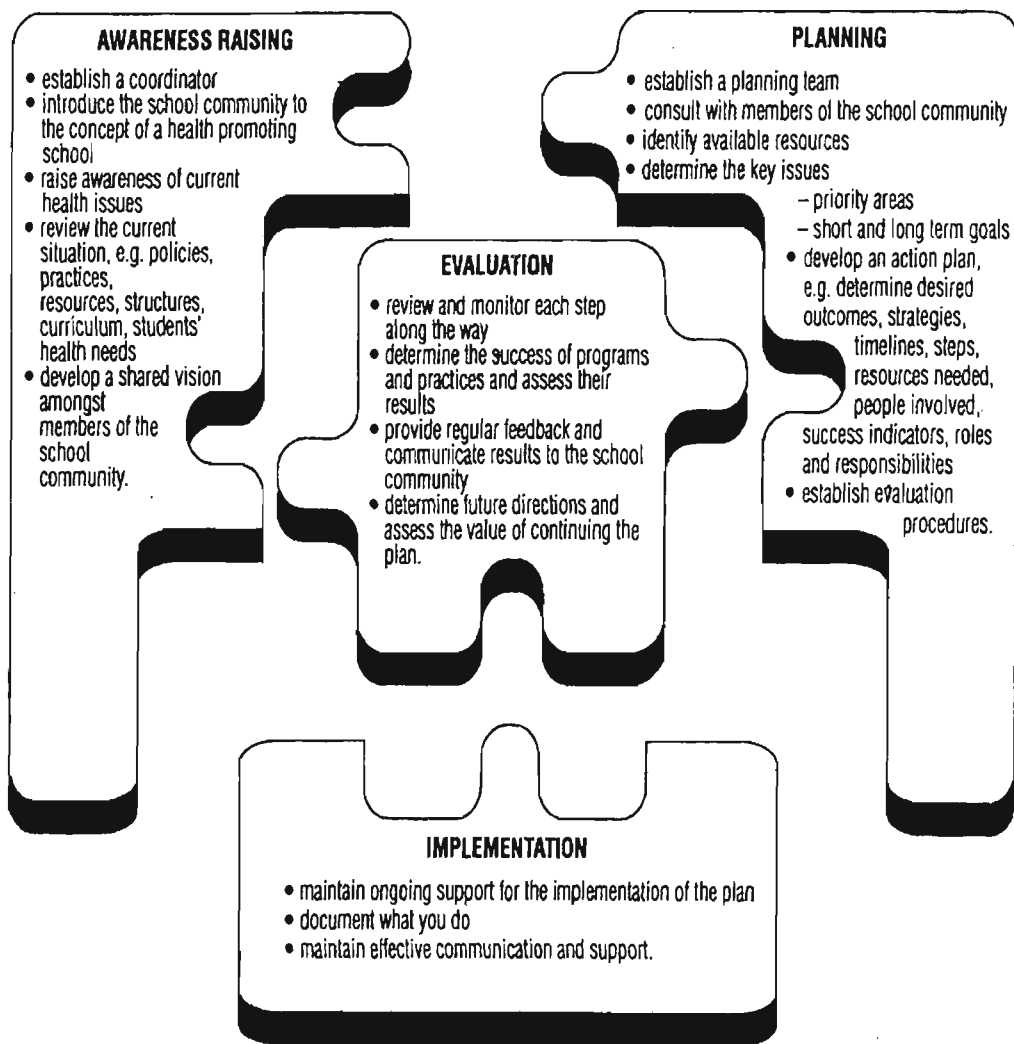 AWARENESS RAISING
• establish a coordinator
• introduce the school community to
the concept of a health promoting
school
• raise awareness of current
health issues
• review the current
situation, e.g. policies,
practices,
resources, structures,
curriculum, students'
health needs
• develop a shared vision
amongst
members of the
school
community.
PLANNING
• establish a planning team
• consult with members of the school community
• identify available resources
• determine the key issues
– priority areas
– short and long term goals
• develop an action plan,
e.g. determine desired
outcomes, strategies,
timelines, steps,
resources needed,
people involved,
success indicators, roles
and responsibilities
• establish evaluation
procedures.
EVALUATION
• review and monitor each step
along the way
• determine the success of programs
and practices and assess their
results
• provide regular feedback and
communicate results to the school
community
• determine future directions and
assess the value of continuing the
plan.
IMPLEMENTATION
• maintain ongoing support for the implementation of the plan
• document what you do
• maintain effective communication and support.